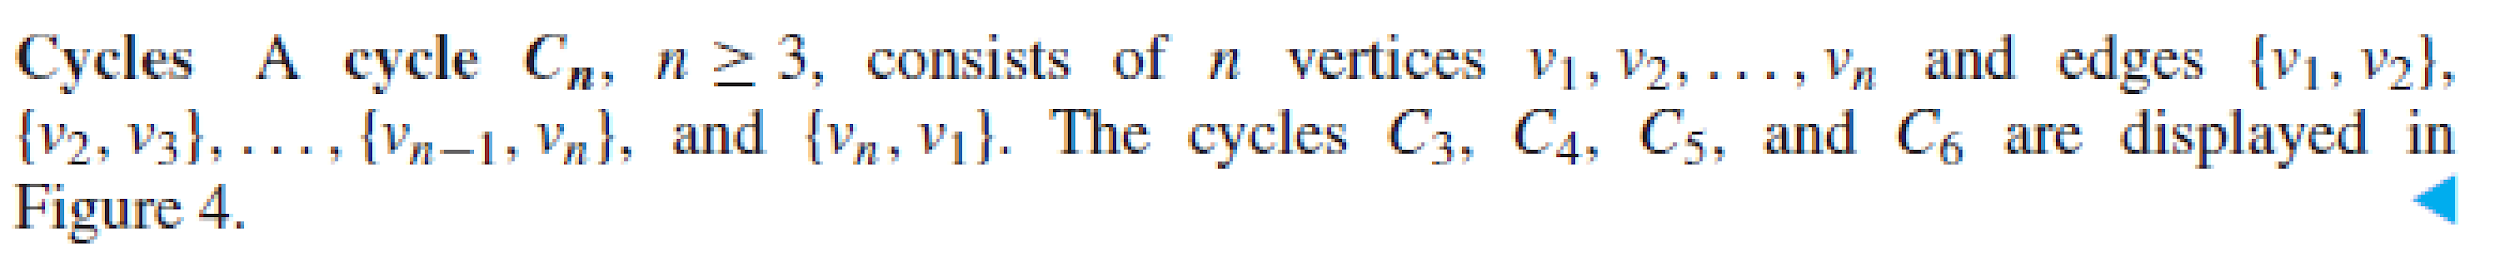 Cycles A cycle Cₙ, n ≥ 3, consists of n vertices v₁, v₂, . . . , vₙ and edges {v₁, v₂},
{v₂, v₃}, . . . , {vₙ₋₁, vₙ}, and {vₙ, v₁}. The cycles C₃, C₄, C₅, and C₆ are displayed in
Figure 4.